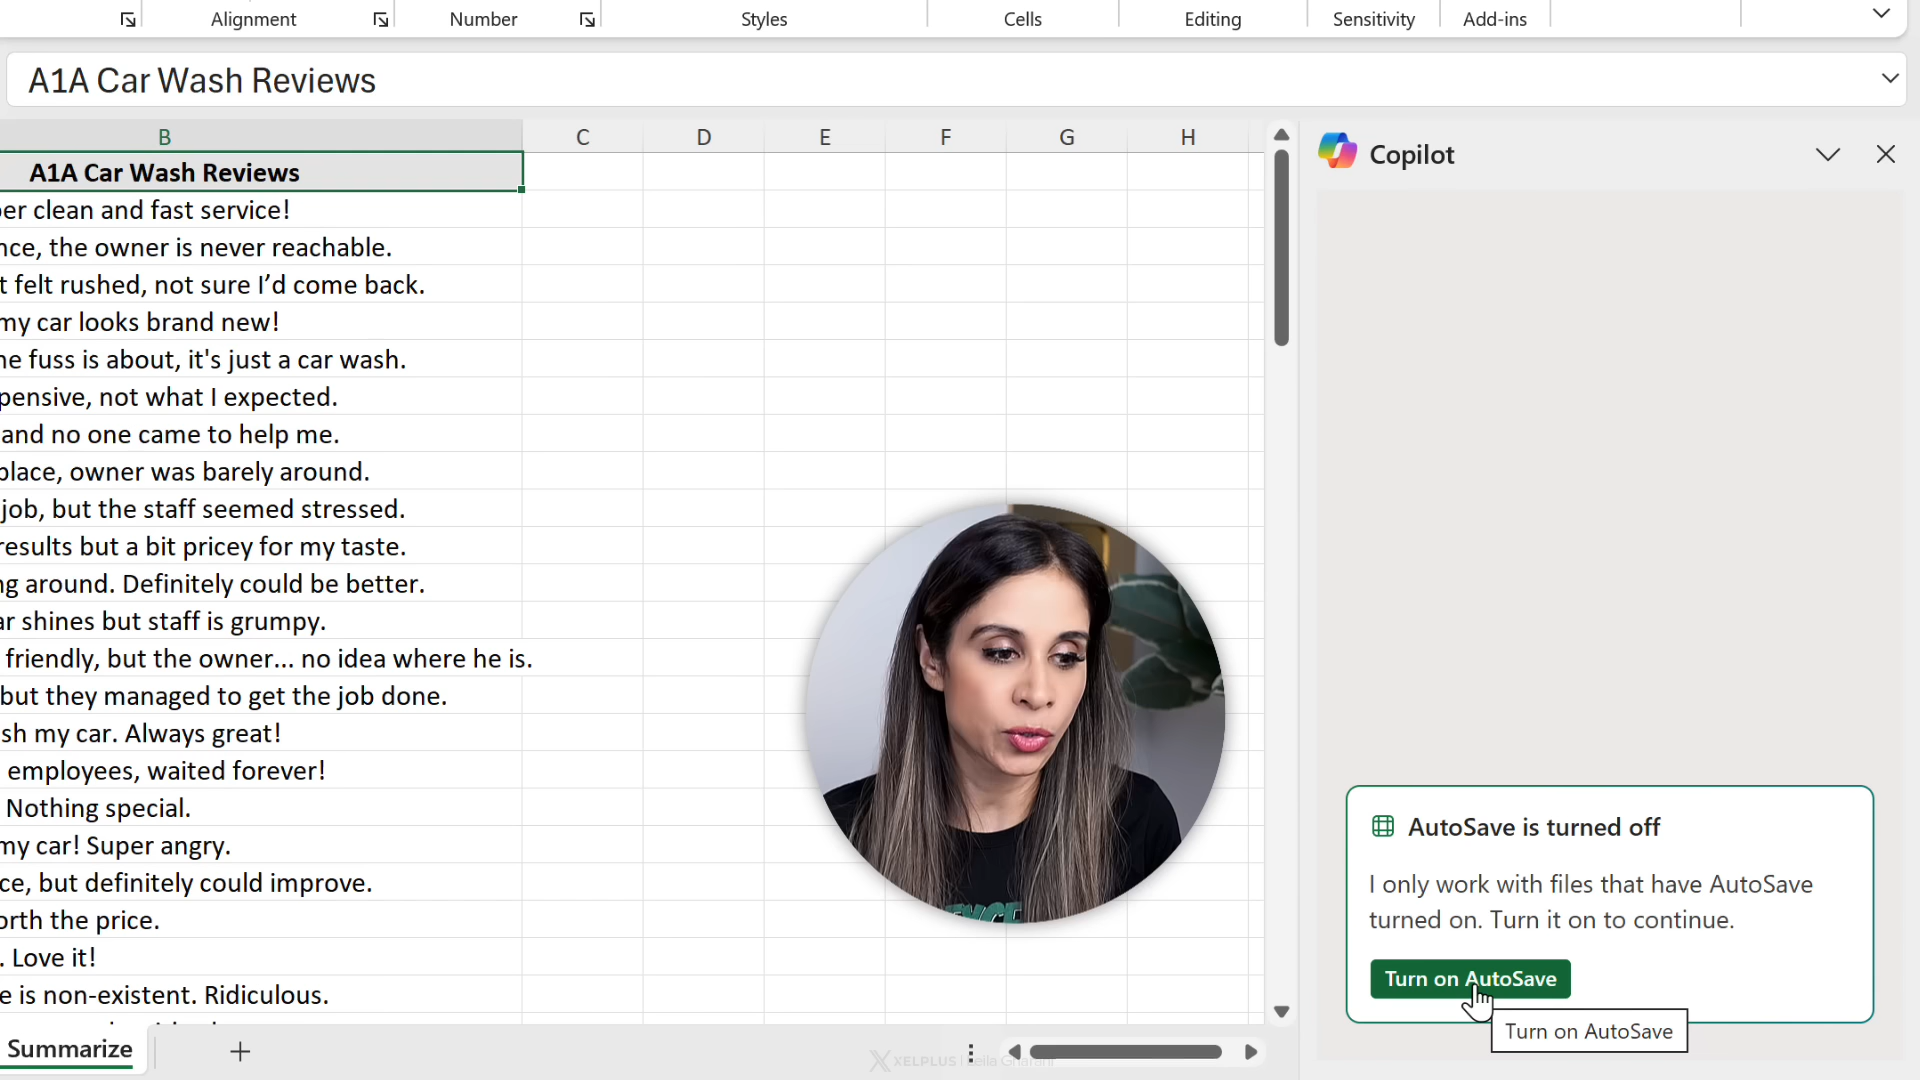 Alignment
Number
Styles
Cells
Editing
Sensitivity
Add-ins
A1A Car Wash Reviews
B C D E F G H
A1A Car Wash Reviews
er clean and fast service!
nce, the owner is never reachable.
t felt rushed, not sure I’d come back.
my car looks brand new!
he fuss is about, it's just a car wash.
pensive, not what I expected.
and no one came to help me.
place, owner was barely around.
job, but the staff seemed stressed.
results but a bit pricey for my taste.
ng around. Definitely could be better.
ar shines but staff is grumpy.
friendly, but the owner... no idea where he is.
but they managed to get the job done.
sh my car. Always great!
employees, waited forever!
Nothing special.
my car! Super angry.
ce, but definitely could improve.
orth the price.
. Love it!
e is non-existent. Ridiculous.
Summarize
XELPLUS | Leila Gharani
Copilot
AutoSave is turned off
I only work with files that have AutoSave
turned on. Turn it on to continue.
Turn on AutoSave
Turn on AutoSave